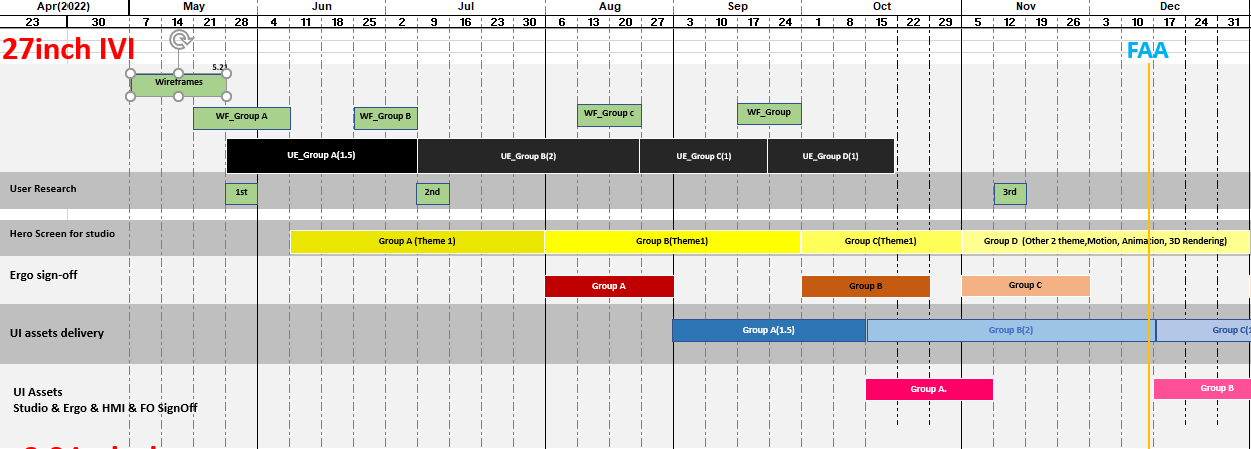 Apr(2022) May Jun Jul Aug Sep Oct Nov Dec
23 30 7 14 21 28 4 11 18 25 2 9 16 23 30 6 13 20 27 3 10 17 24 1 8 15 22 29 5 12 19 26 3 10 17 24 31
27inch IVI
FAA
5.21
Wireframes
WF_Group A WF_Group B WF_Group c WF_Group
UE_Group A(1.5) UE_Group B(2) UE_Group C(1) UE_Group D(1)
User Research 1st 2nd 3rd
Hero Screen for studio Group A (Theme 1) Group B(Theme1) Group C(Theme1) Group D (Other 2 theme,Motion, Animation, 3D Rendering)
Ergo sign-off Group A Group B Group C
UI assets delivery Group A(1.5) Group B(2) Group C(1
UI Assets Group A. Group B
Studio & Ergo & HMI & FO SignOff